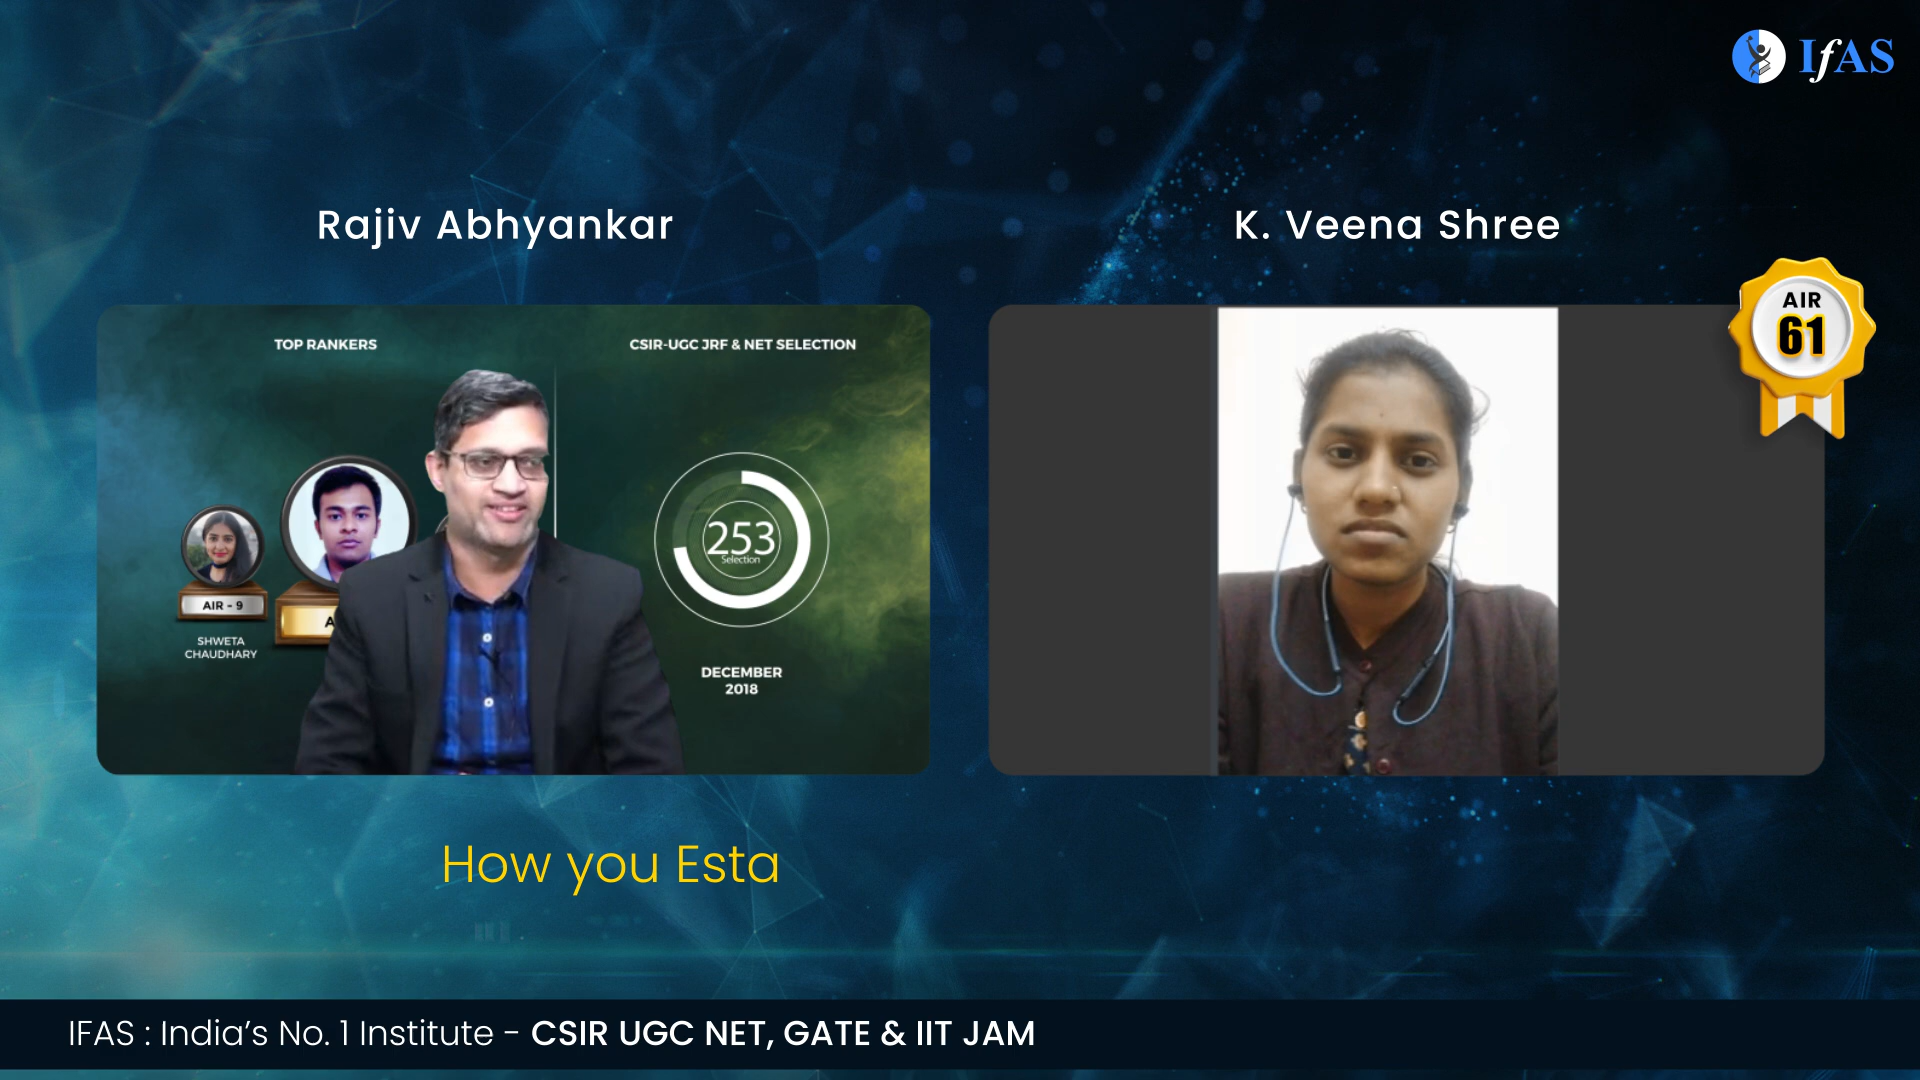 IfAS
Rajiv Abhyankar
K. Veena Shree
AIR
61
TOP RANKERS
CSIR-UGC JRF & NET SELECTION
253
Selection
AIR - 9
A
SHWETA
CHAUDHARY
DECEMBER
2018
How you Esta
IFAS : India's No. 1 Institute - CSIR UGC NET, GATE & IIT JAM